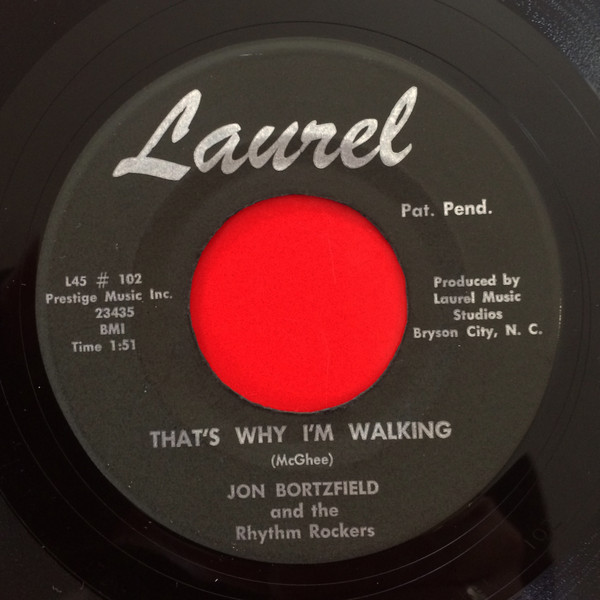 Laurel
Pat. Pend.
L45 # 102
Prestige Music Inc.
23435
BMI
Time 1:51
Produced by
Laurel Music
Studios
Bryson City, N. C.
THAT'S WHY I'M WALKING
(McGhee)
JON BORTZFIELD
and the
Rhythm Rockers